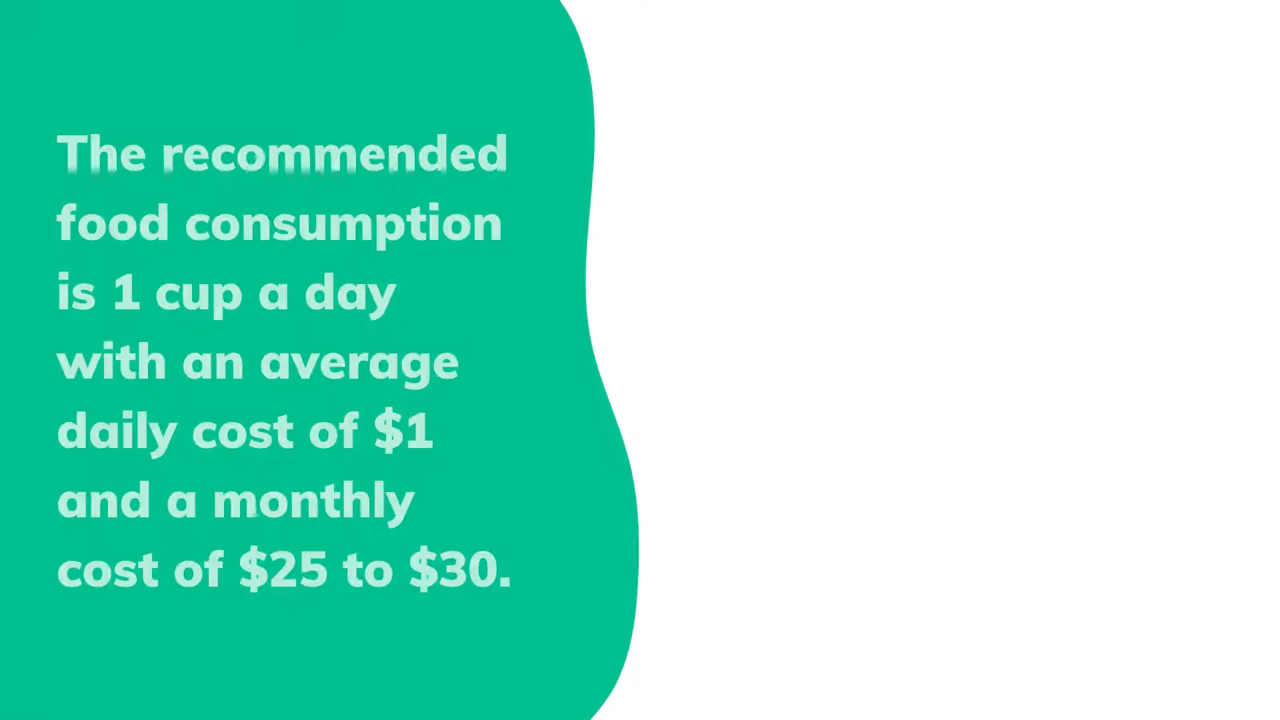 The recommended
food consumption
is 1 cup a day
with an average
daily cost of $1
and a monthly
cost of $25 to $30.